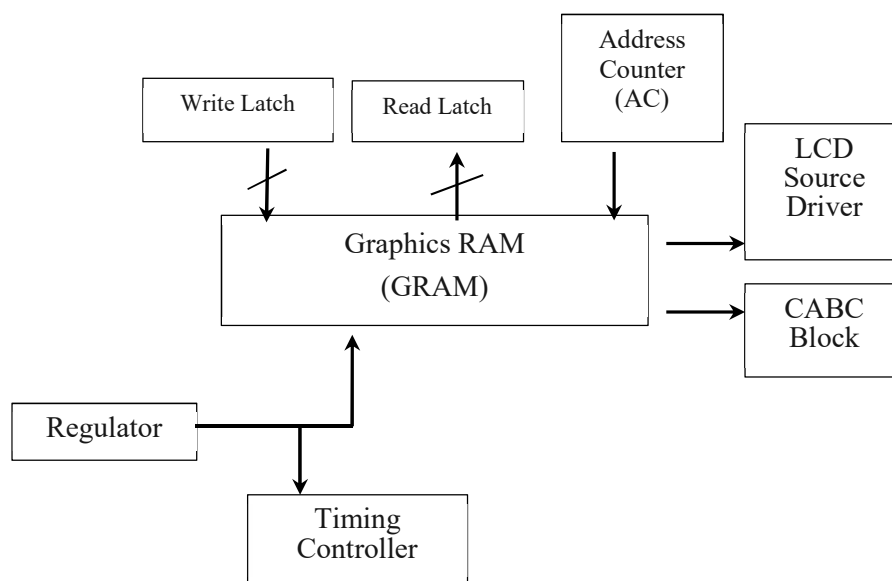 Address
Counter
(AC)
Write Latch
Read Latch
LCD
Source
Driver
Graphics RAM
(GRAM)
CABC
Block
Regulator
Timing
Controller